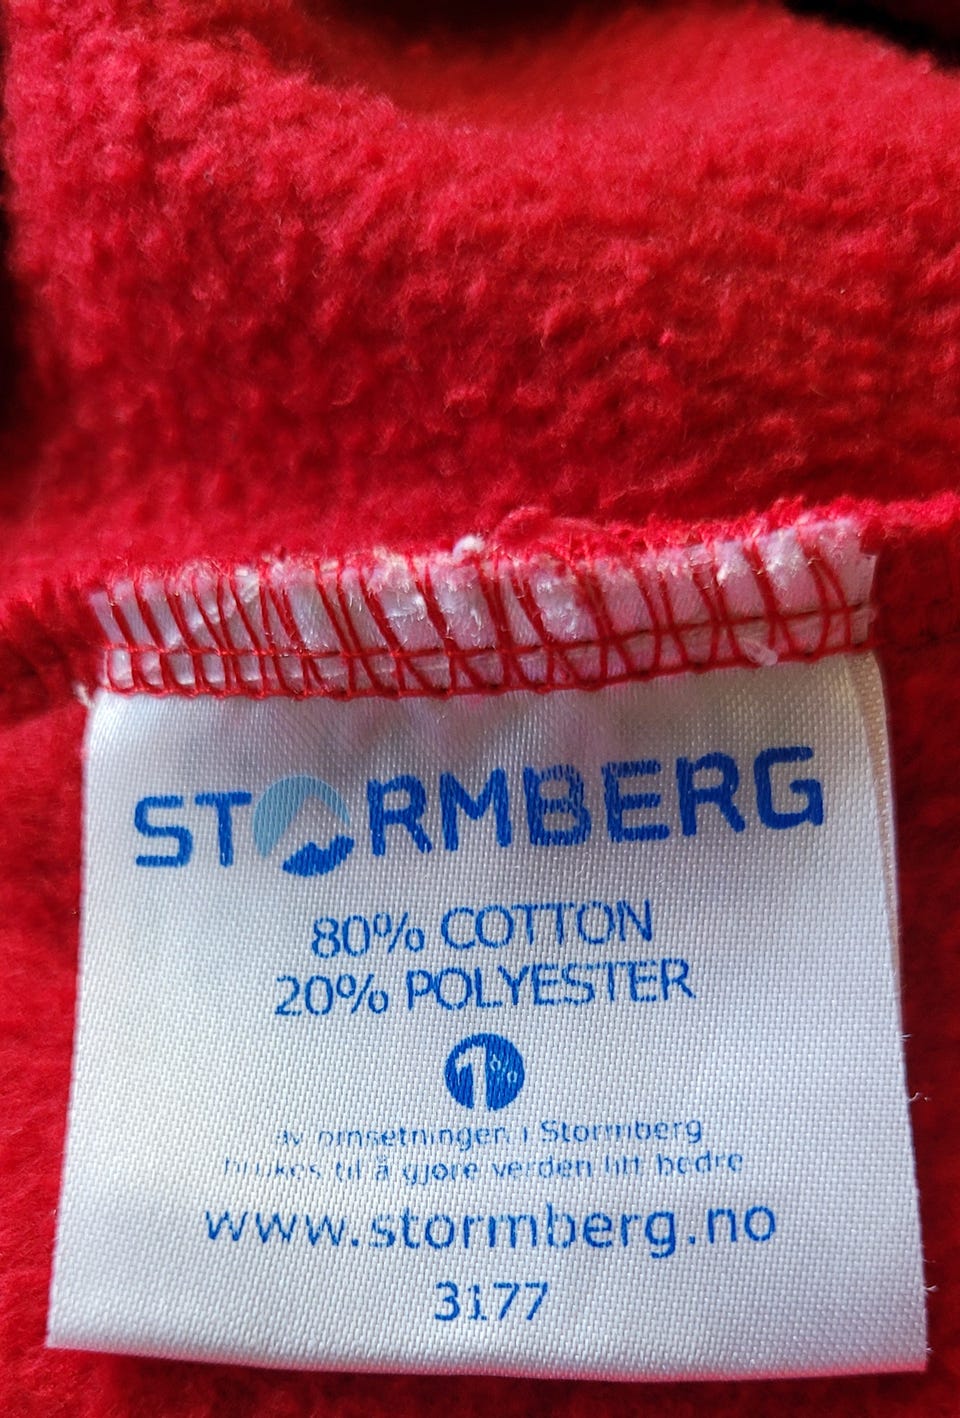 STORMBERG
80% COTTON
20% POLYESTER
1%
av omsetningen i Stormberg
brukes til å gjøre verden litt bedre
www.stormberg.no
3177